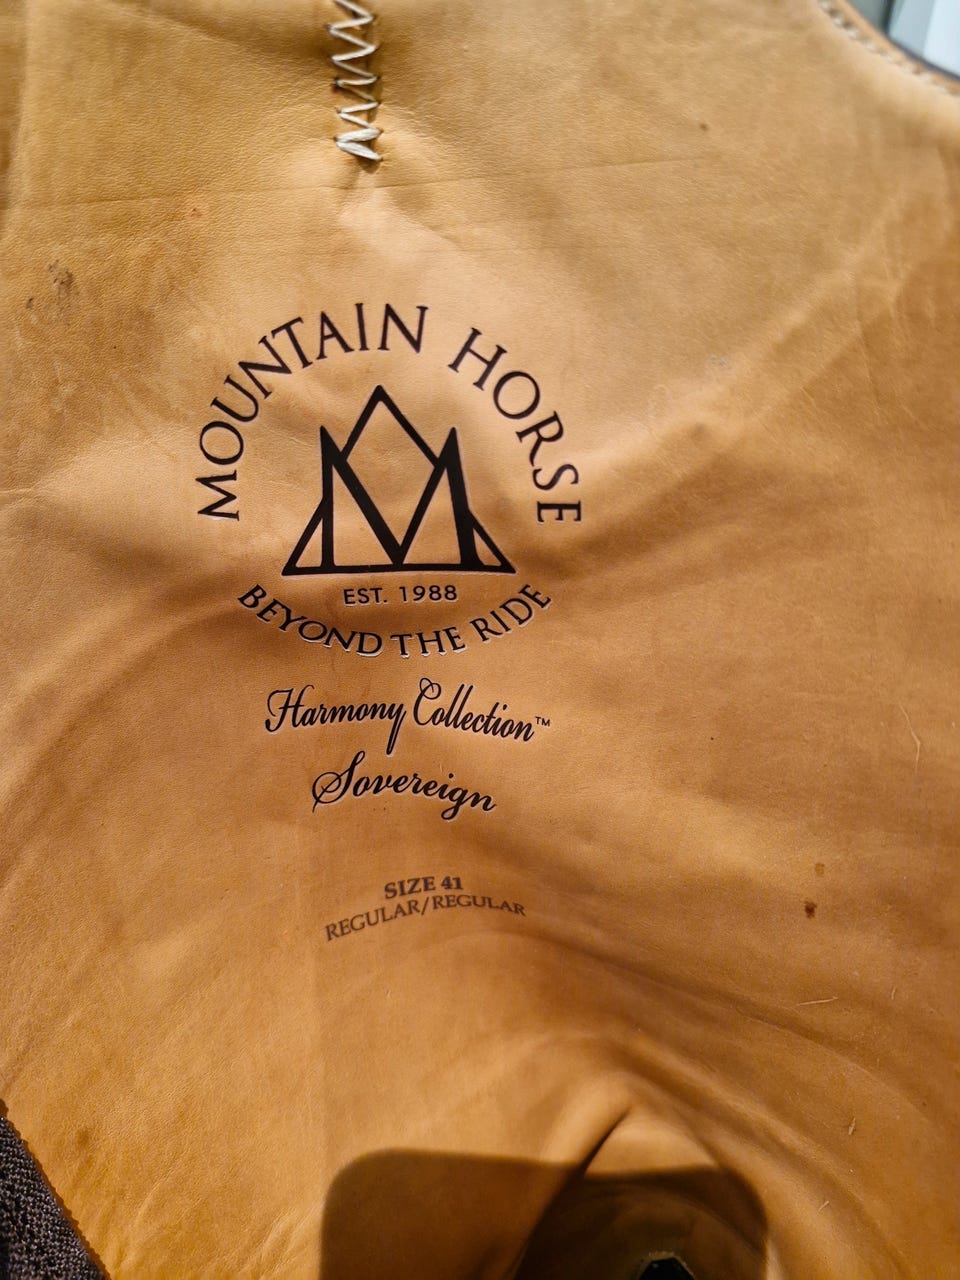 MOUNTAIN HORSE
EST. 1988
BEYOND THE RIDE
Harmony Collection™
Sovereign
SIZE 41
REGULAR/REGULAR